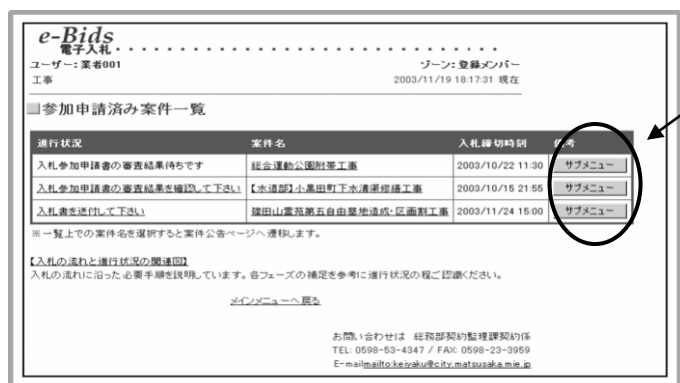 e-Bids
電子入札
ユーザー：業者001 ゾーン：登録メンバー
工事 2003/11/19 18:17:31 現在
参加申請済み案件一覧
進行状況 案件名 入札締切時刻 備考
入札参加申請書の審査結果待ちです 総合運動公園附帯工事 2003/10/22 11:30 サブメニュー
入札参加申請書の審査結果を確認して下さい 【水道部】小黒田町下水溝渠修繕工事 2003/10/15 21:55 サブメニュー
入札書を送付して下さい 篠田山霊苑第五自由墓地造成・区画割工事 2003/11/24 15:00 サブメニュー
※一覧上での案件名を選択すると案件公告ページへ遷移します。
【入札の流れと進行状況の関連図】
入札の流れに沿った必要手順を説明しています。各フェーズの補足を参考に進行状況の程ご認識ください。
メインメニューへ戻る
お問い合わせは 総務部契約監理課契約係
TEL: 0598-53-4347 / FAX: 0598-23-3959
E-mailmailto:keiyaku@city.matsusaka.mie.jp